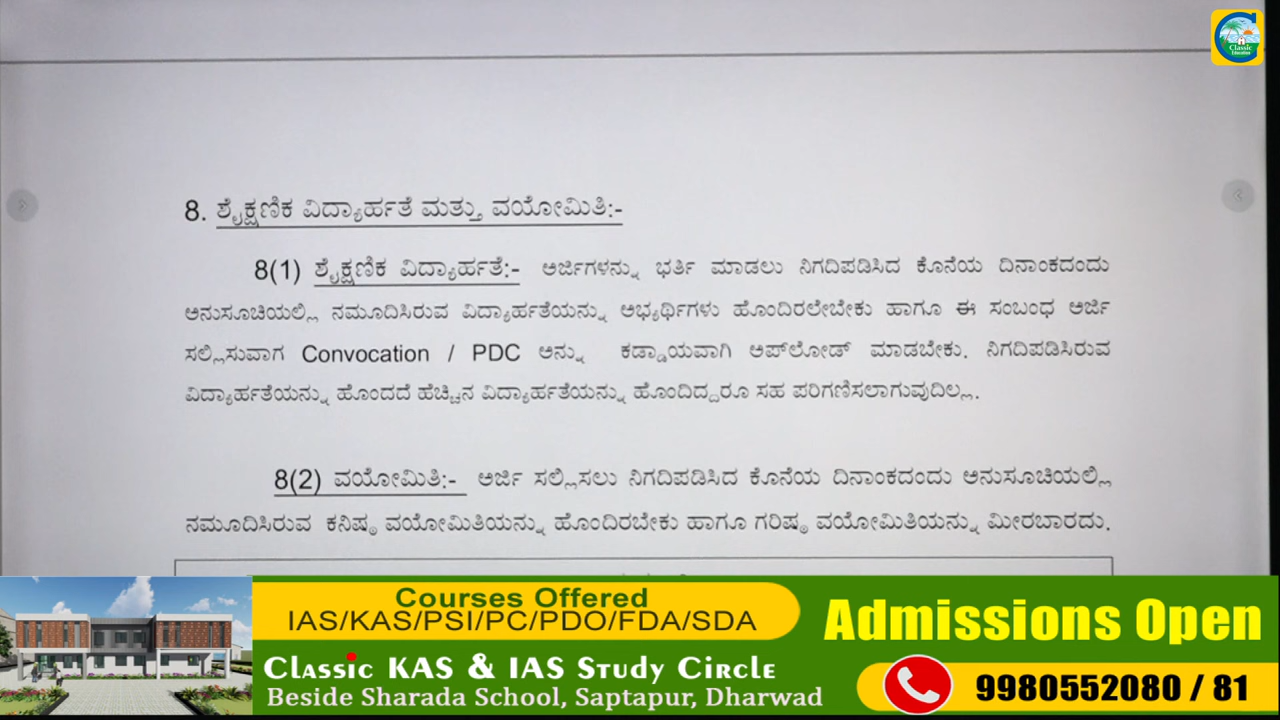 Classic
Education
8. ಶೈಕ್ಷಣಿಕ ವಿದ್ಯಾರ್ಹತೆ ಮತ್ತು ವಯೋಮಿತಿ:-
8(1) ಶೈಕ್ಷಣಿಕ ವಿದ್ಯಾರ್ಹತೆ:- ಅರ್ಜಿಗಳನ್ನು ಭರ್ತಿ ಮಾಡಲು ನಿಗದಿಪಡಿಸಿದ ಕೊನೆಯ ದಿನಾಂಕದಂದು
ಅನುಸೂಚಿಯಲ್ಲಿ ನಮೂದಿಸಿರುವ ವಿದ್ಯಾರ್ಹತೆಯನ್ನು ಅಭ್ಯರ್ಥಿಗಳು ಹೊಂದಿರಲೇಬೇಕು ಹಾಗೂ ಈ ಸಂಬಂಧ ಅರ್ಜಿ
ಸಲ್ಲಿಸುವಾಗ Convocation / PDC ಅನ್ನು ಕಡ್ಡಾಯವಾಗಿ ಅಪ್‌ಲೋಡ್ ಮಾಡಬೇಕು. ನಿಗದಿಪಡಿಸಿರುವ
ವಿದ್ಯಾರ್ಹತೆಯನ್ನು ಹೊಂದದೆ ಹೆಚ್ಚಿನ ವಿದ್ಯಾರ್ಹತೆಯನ್ನು ಹೊಂದಿದ್ದರೂ ಸಹ ಪರಿಗಣಿಸಲಾಗುವುದಿಲ್ಲ.
8(2) ವಯೋಮಿತಿ:- ಅರ್ಜಿ ಸಲ್ಲಿಸಲು ನಿಗದಿಪಡಿಸಿದ ಕೊನೆಯ ದಿನಾಂಕದಂದು ಅನುಸೂಚಿಯಲ್ಲಿ
ನಮೂದಿಸಿರುವ ಕನಿಷ್ಠ ವಯೋಮಿತಿಯನ್ನು ಹೊಂದಿರಬೇಕು ಹಾಗೂ ಗರಿಷ್ಠ ವಯೋಮಿತಿಯನ್ನು ಮೀರಬಾರದು.
Courses Offered
IAS/KAS/PSI/PC/PDO/FDA/SDA
Classic KAS & IAS Study Circle
Beside Sharada School, Saptapur, Dharwad
Admissions Open
9980552080 / 81